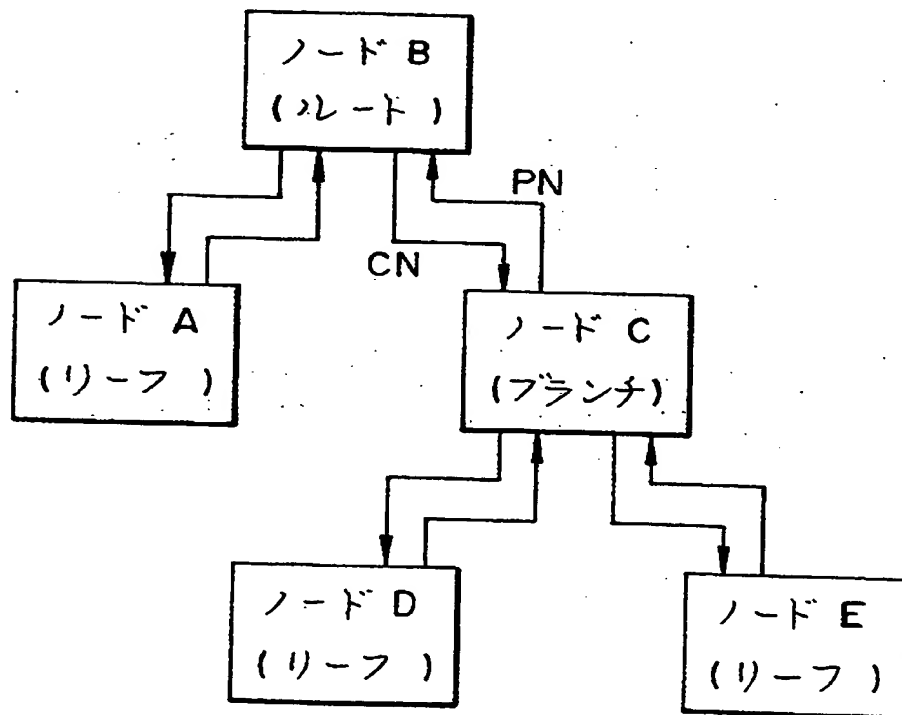 ノード B
(ルート)
PN
CN
ノード A
(リーフ)
ノード C
(ブランチ)
ノード D
(リーフ)
ノード E
(リーフ)